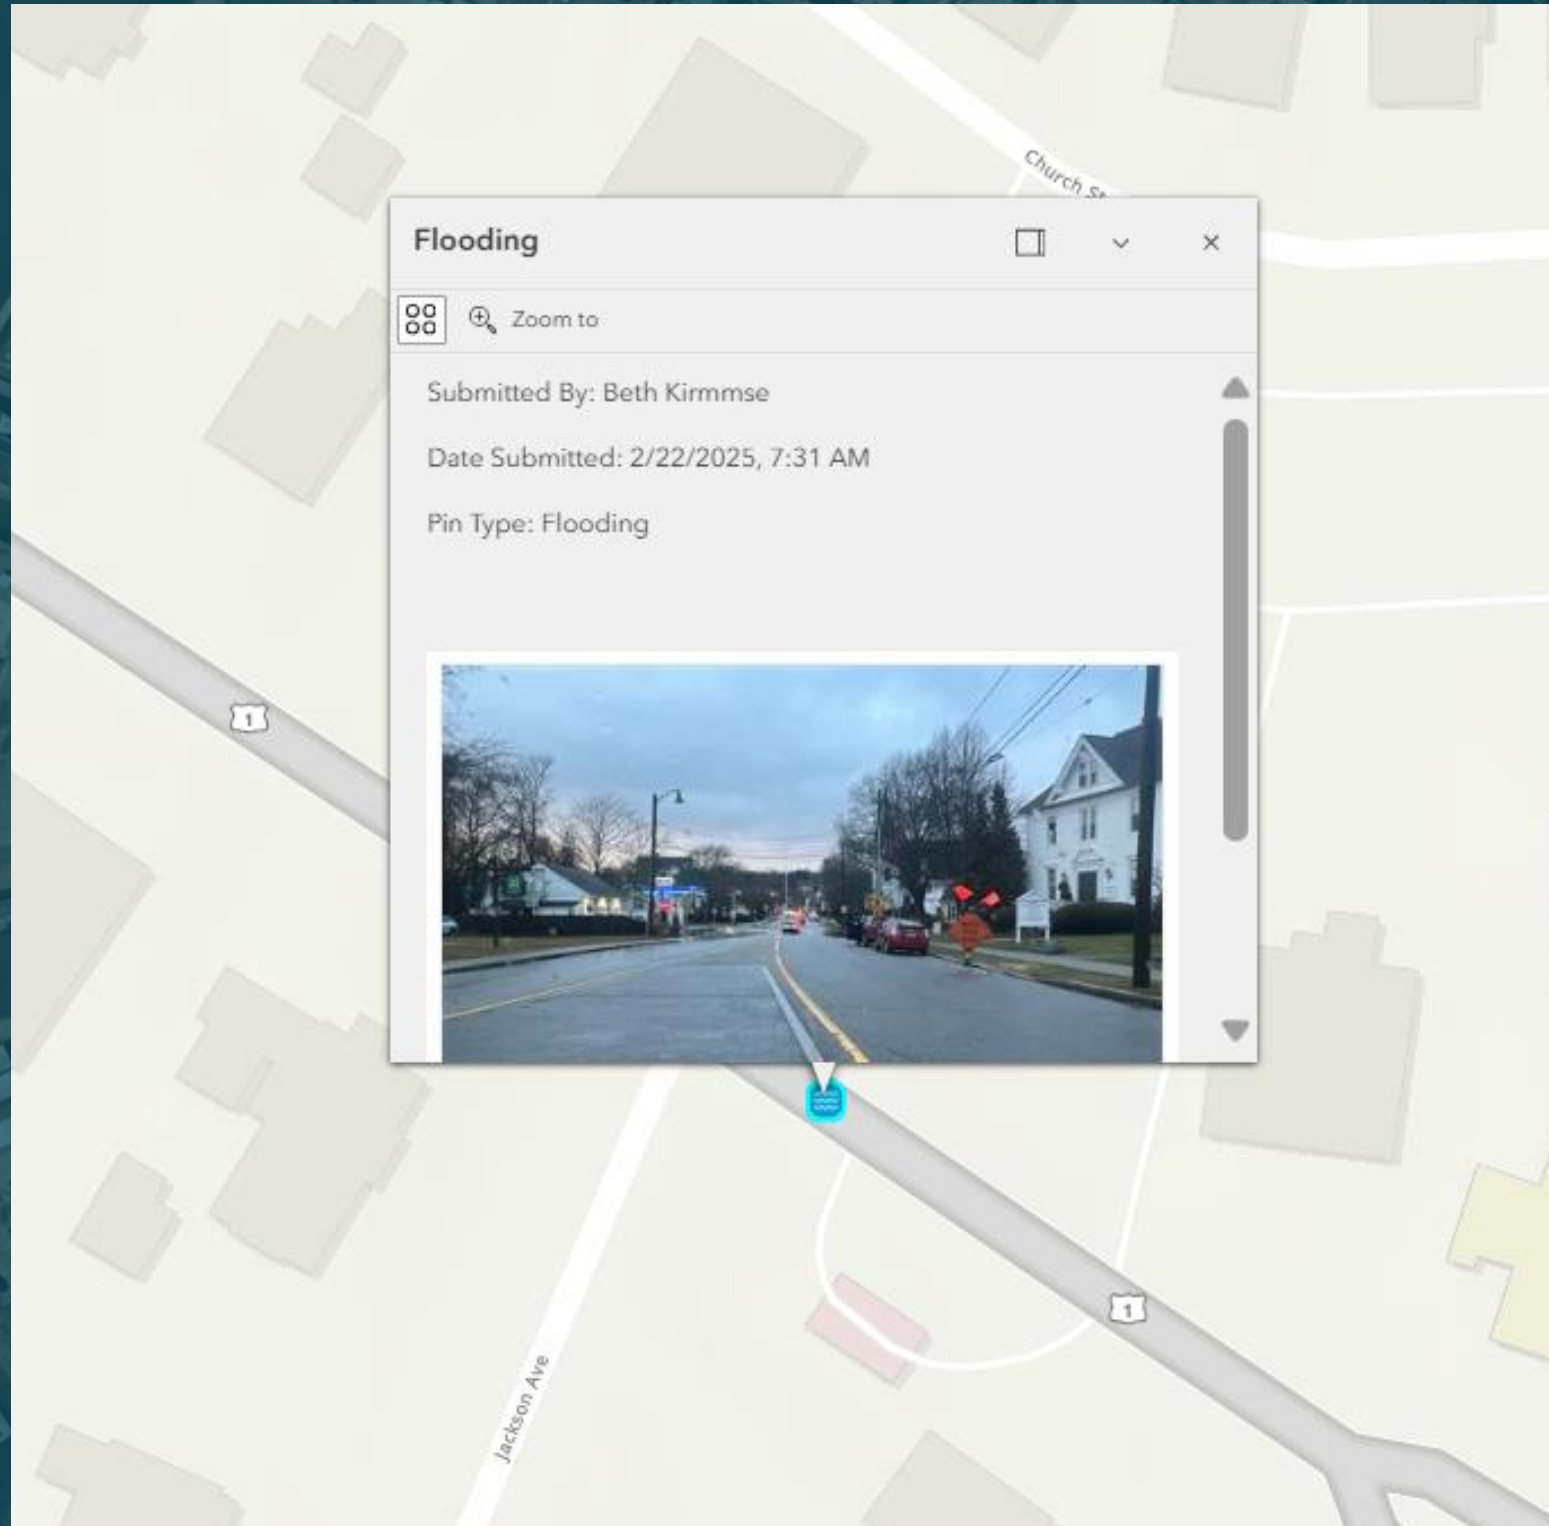 Church St
Flooding
Zoom to
Submitted By: Beth Kirmmse
Date Submitted: 2/22/2025, 7:31 AM
Pin Type: Flooding
1
1
Jackson Ave